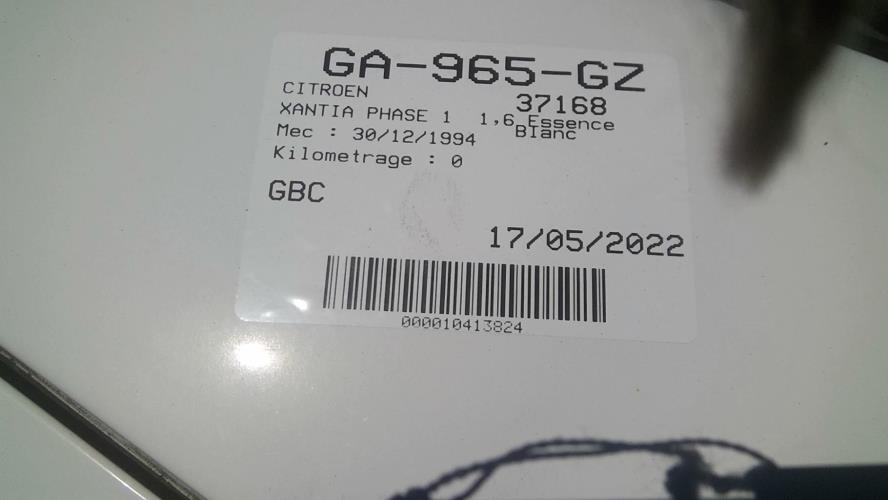 GA-965-GZ
CITROEN 37168
XANTIA PHASE 1 1,6 Essence
Mec : 30/12/1994 Blanc
Kilometrage : 0
GBC
17/05/2022
000010413824